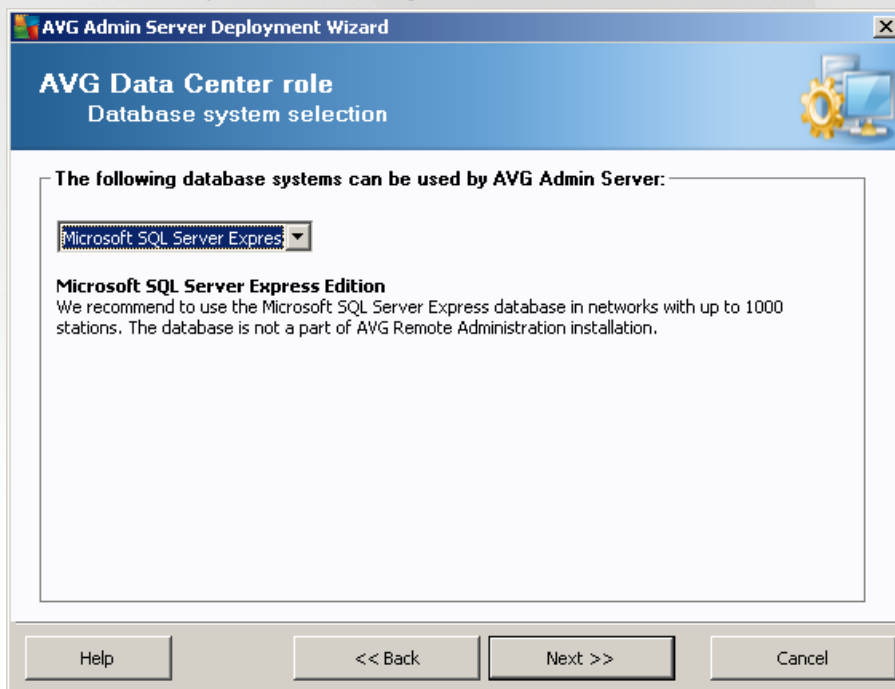 AVG Admin Server Deployment Wizard
AVG Data Center role
Database system selection
The following database systems can be used by AVG Admin Server:
Microsoft SQL Server Expres
Microsoft SQL Server Express Edition
We recommend to use the Microsoft SQL Server Express database in networks with up to 1000
stations. The database is not a part of AVG Remote Administration installation.
Help
<< Back
Next >>
Cancel